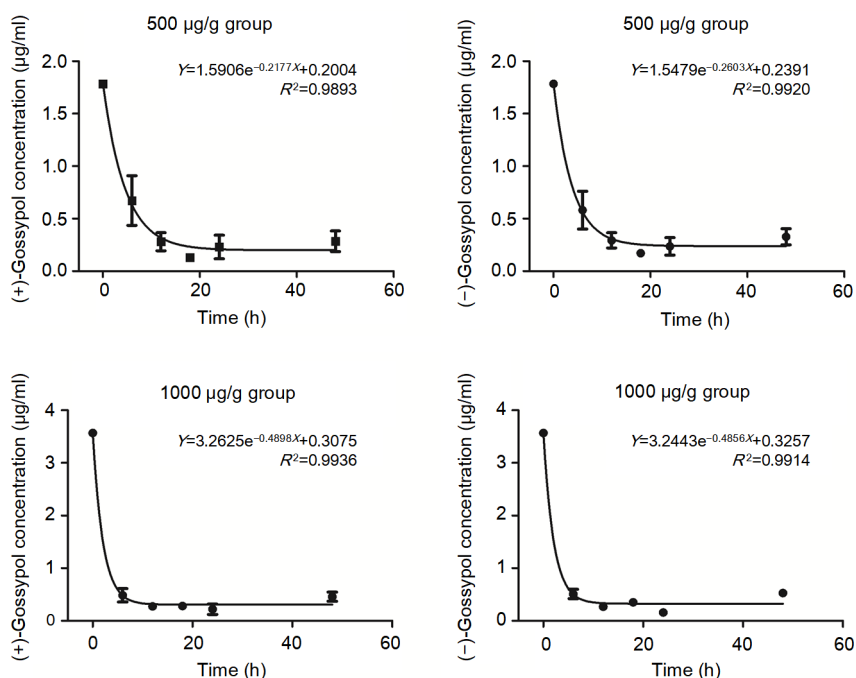 500 µg/g group
(+)-Gossypol concentration (µg/ml)
2.0
1.5
1.0
0.5
0.0
Y=1.5906e−0.2177X+0.2004
R2=0.9893
0
20
40
60
Time (h)
500 µg/g group
(−)-Gossypol concentration (µg/ml)
2.0
1.5
1.0
0.5
0.0
Y=1.5479e−0.2603X+0.2391
R2=0.9920
0
20
40
60
Time (h)
1000 µg/g group
(+)-Gossypol concentration (µg/ml)
4
3
2
1
0
Y=3.2625e−0.4898X+0.3075
R2=0.9936
0
20
40
60
Time (h)
1000 µg/g group
(−)-Gossypol concentration (µg/ml)
4
3
2
1
0
Y=3.2443e−0.4856X+0.3257
R2=0.9914
0
20
40
60
Time (h)